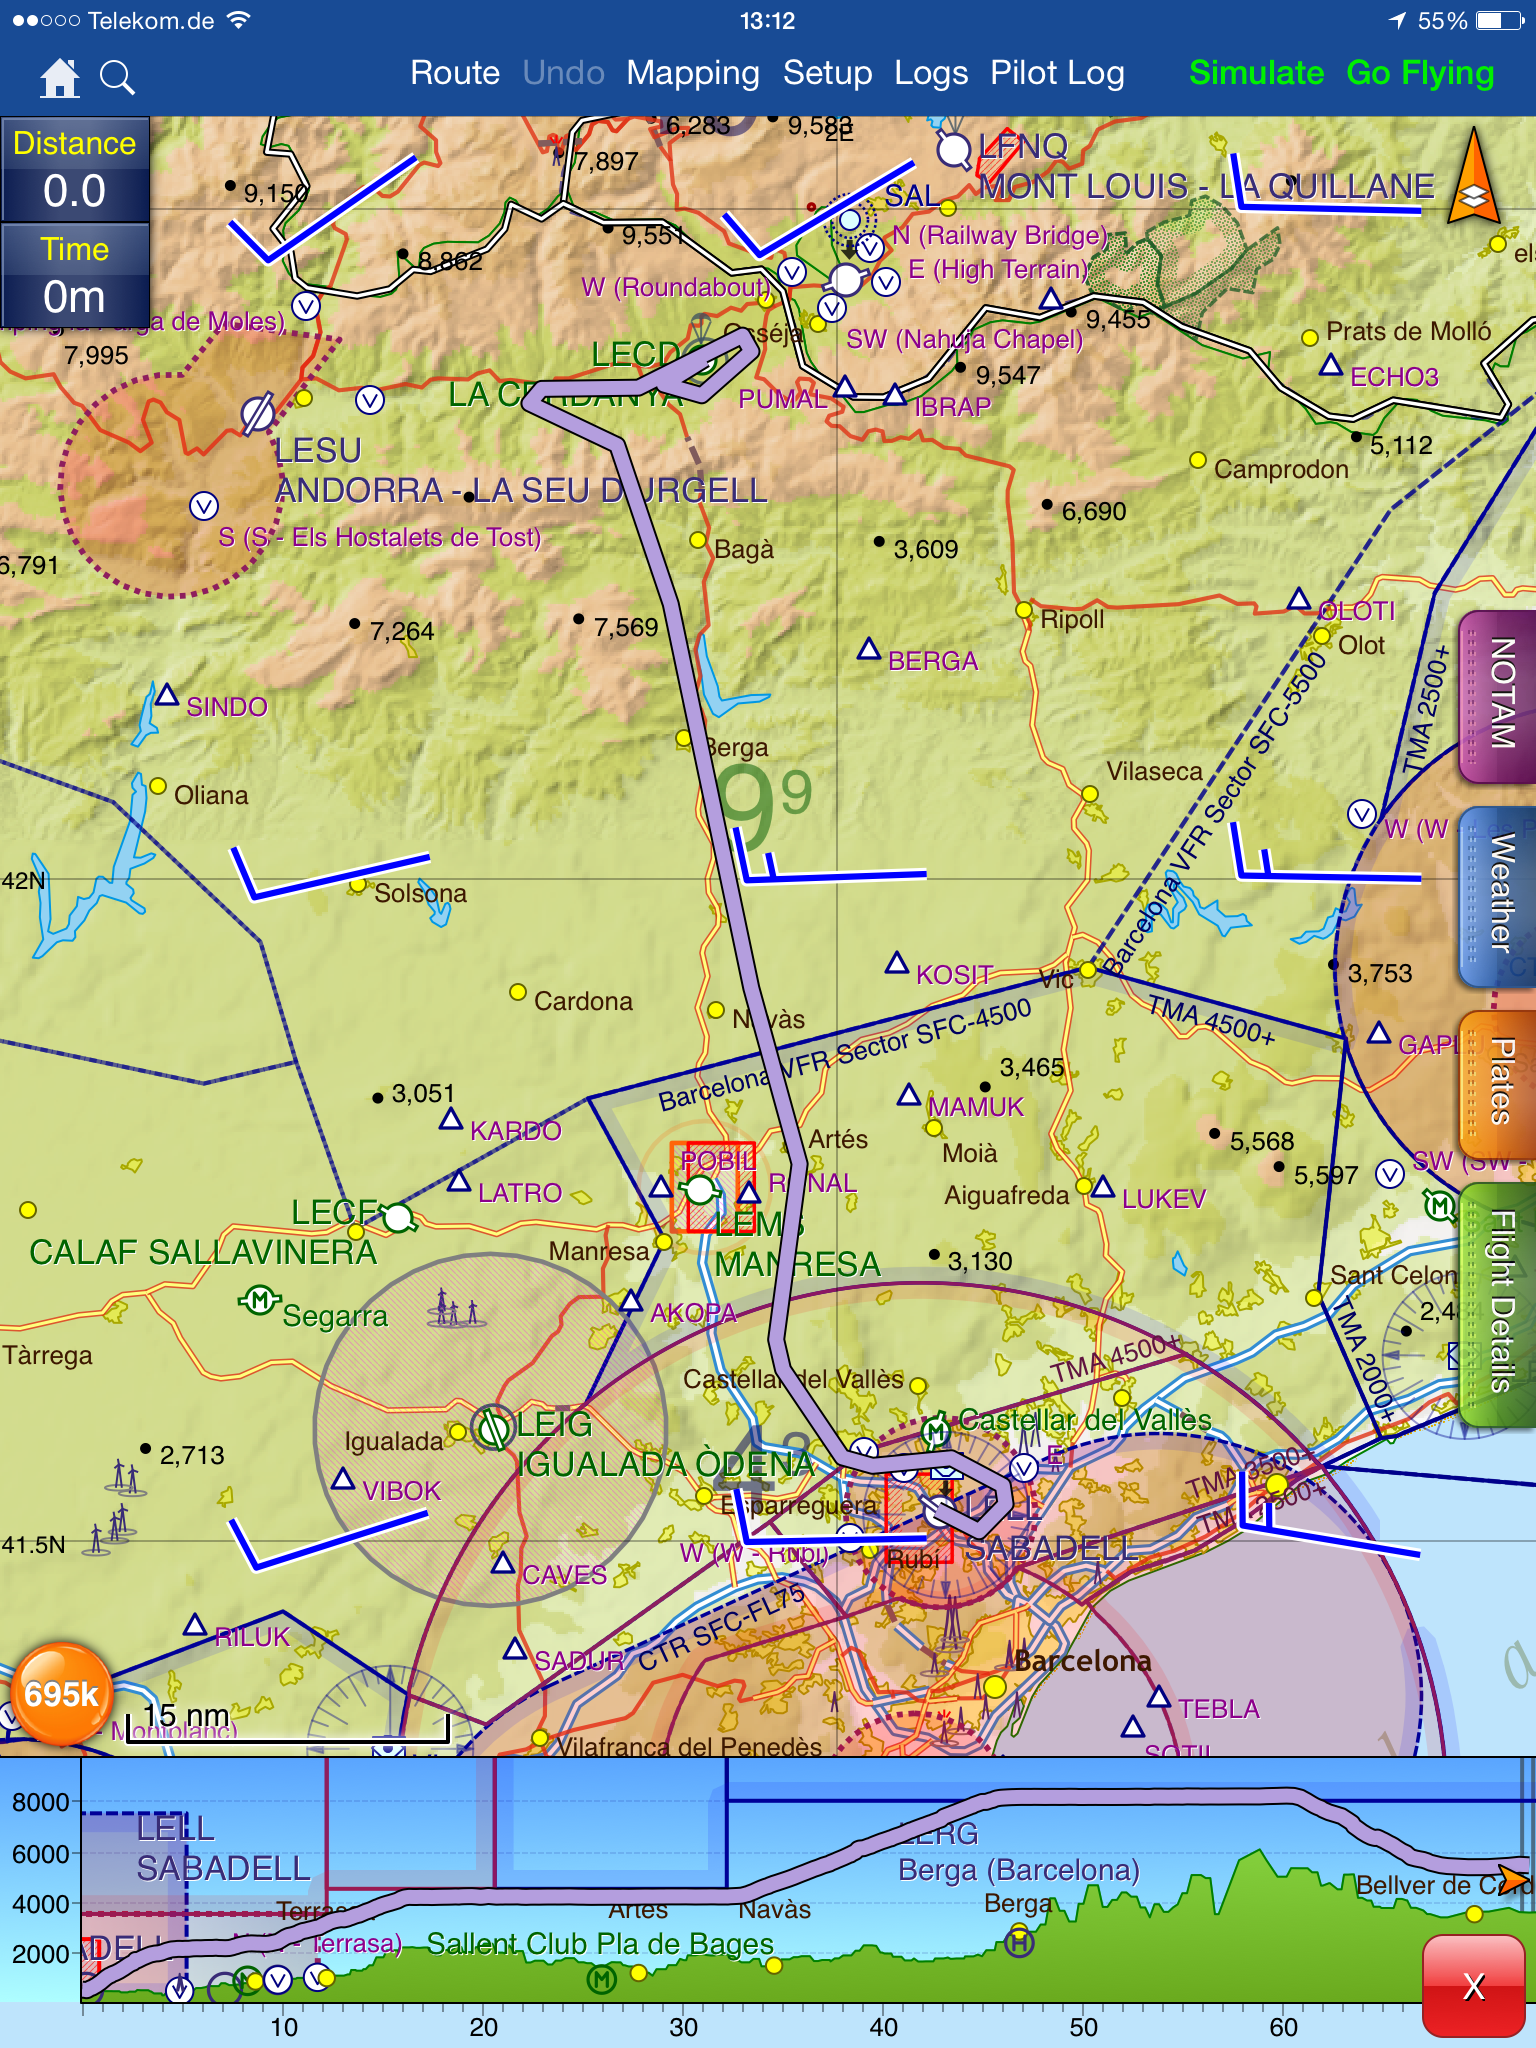 Telekom.de
13:12
55%
Route Undo Mapping Setup Logs Pilot Log Simulate Go Flying
Distance
0.0
Time
0m
6,283
9,583
2E
7,897
9,150
LFNQ
MONT LOUIS - LA QUILLANE
SAL
9,551
8,862
N (Railway Bridge)
E (High Terrain)
W (Roundabout)
de Moles)
7,995
9,455
Prats de Molló
SW (Nahuja Chapel)
LECD
LA CERDANYA
9,547
ECHO3
PUMAL
IBRAP
LESU
ANDORRA - LA SEU D'URGELL
5,112
Camprodon
6,690
S (S - Els Hostalets de Tost)
Bagà
3,609
6,791
7,264
7,569
Ripoll
OLOTI
Olot
BERGA
NOTAM
SINDO
TMA 2500+
Barcelona VFR Sector SFC-5500
Berga
Vilaseca
Oliana
9 9
W (W
Weather
42N
Solsona
KOSIT
Vic
3,753
Cardona
Navàs
TMA 4500+
Barcelona VFR Sector SFC-4500
Plates
3,465
3,051
MAMUK
KARDO
Artés
Moià
5,568
5,597
POBIL
LATRO
Aiguafreda
LUKEV
LECF
CALAF SALLAVINERA
LEMS
MANRESA
Manresa
3,130
Sant Celon
Flight Details
Segarra
AKOPA
TMA 2000+
Tàrrega
TMA 4500+
Castellar del Vallès
Castellar del Vallès
LEIG
IGUALADA ÒDENA
Igualada
2,713
E
VIBOK
TMA 3500+
Esparreguera
LELL
SABADELL
41.5N
W (W - Rubí)
Rubí
CAVES
CTR SFC-FL75
RILUK
SADUR
Barcelona
695k
15 nm
TEBLA
SOTIL
Vilafranca del Penedès
8000
6000
4000
2000
LELL
SABADELL
LERG
Berga (Barcelona)
Bellver de Cerd
Terrassa
Artés
Navàs
Berga
Terrasa)
Sallent Club Pla de Bages
X
10 20 30 40 50 60